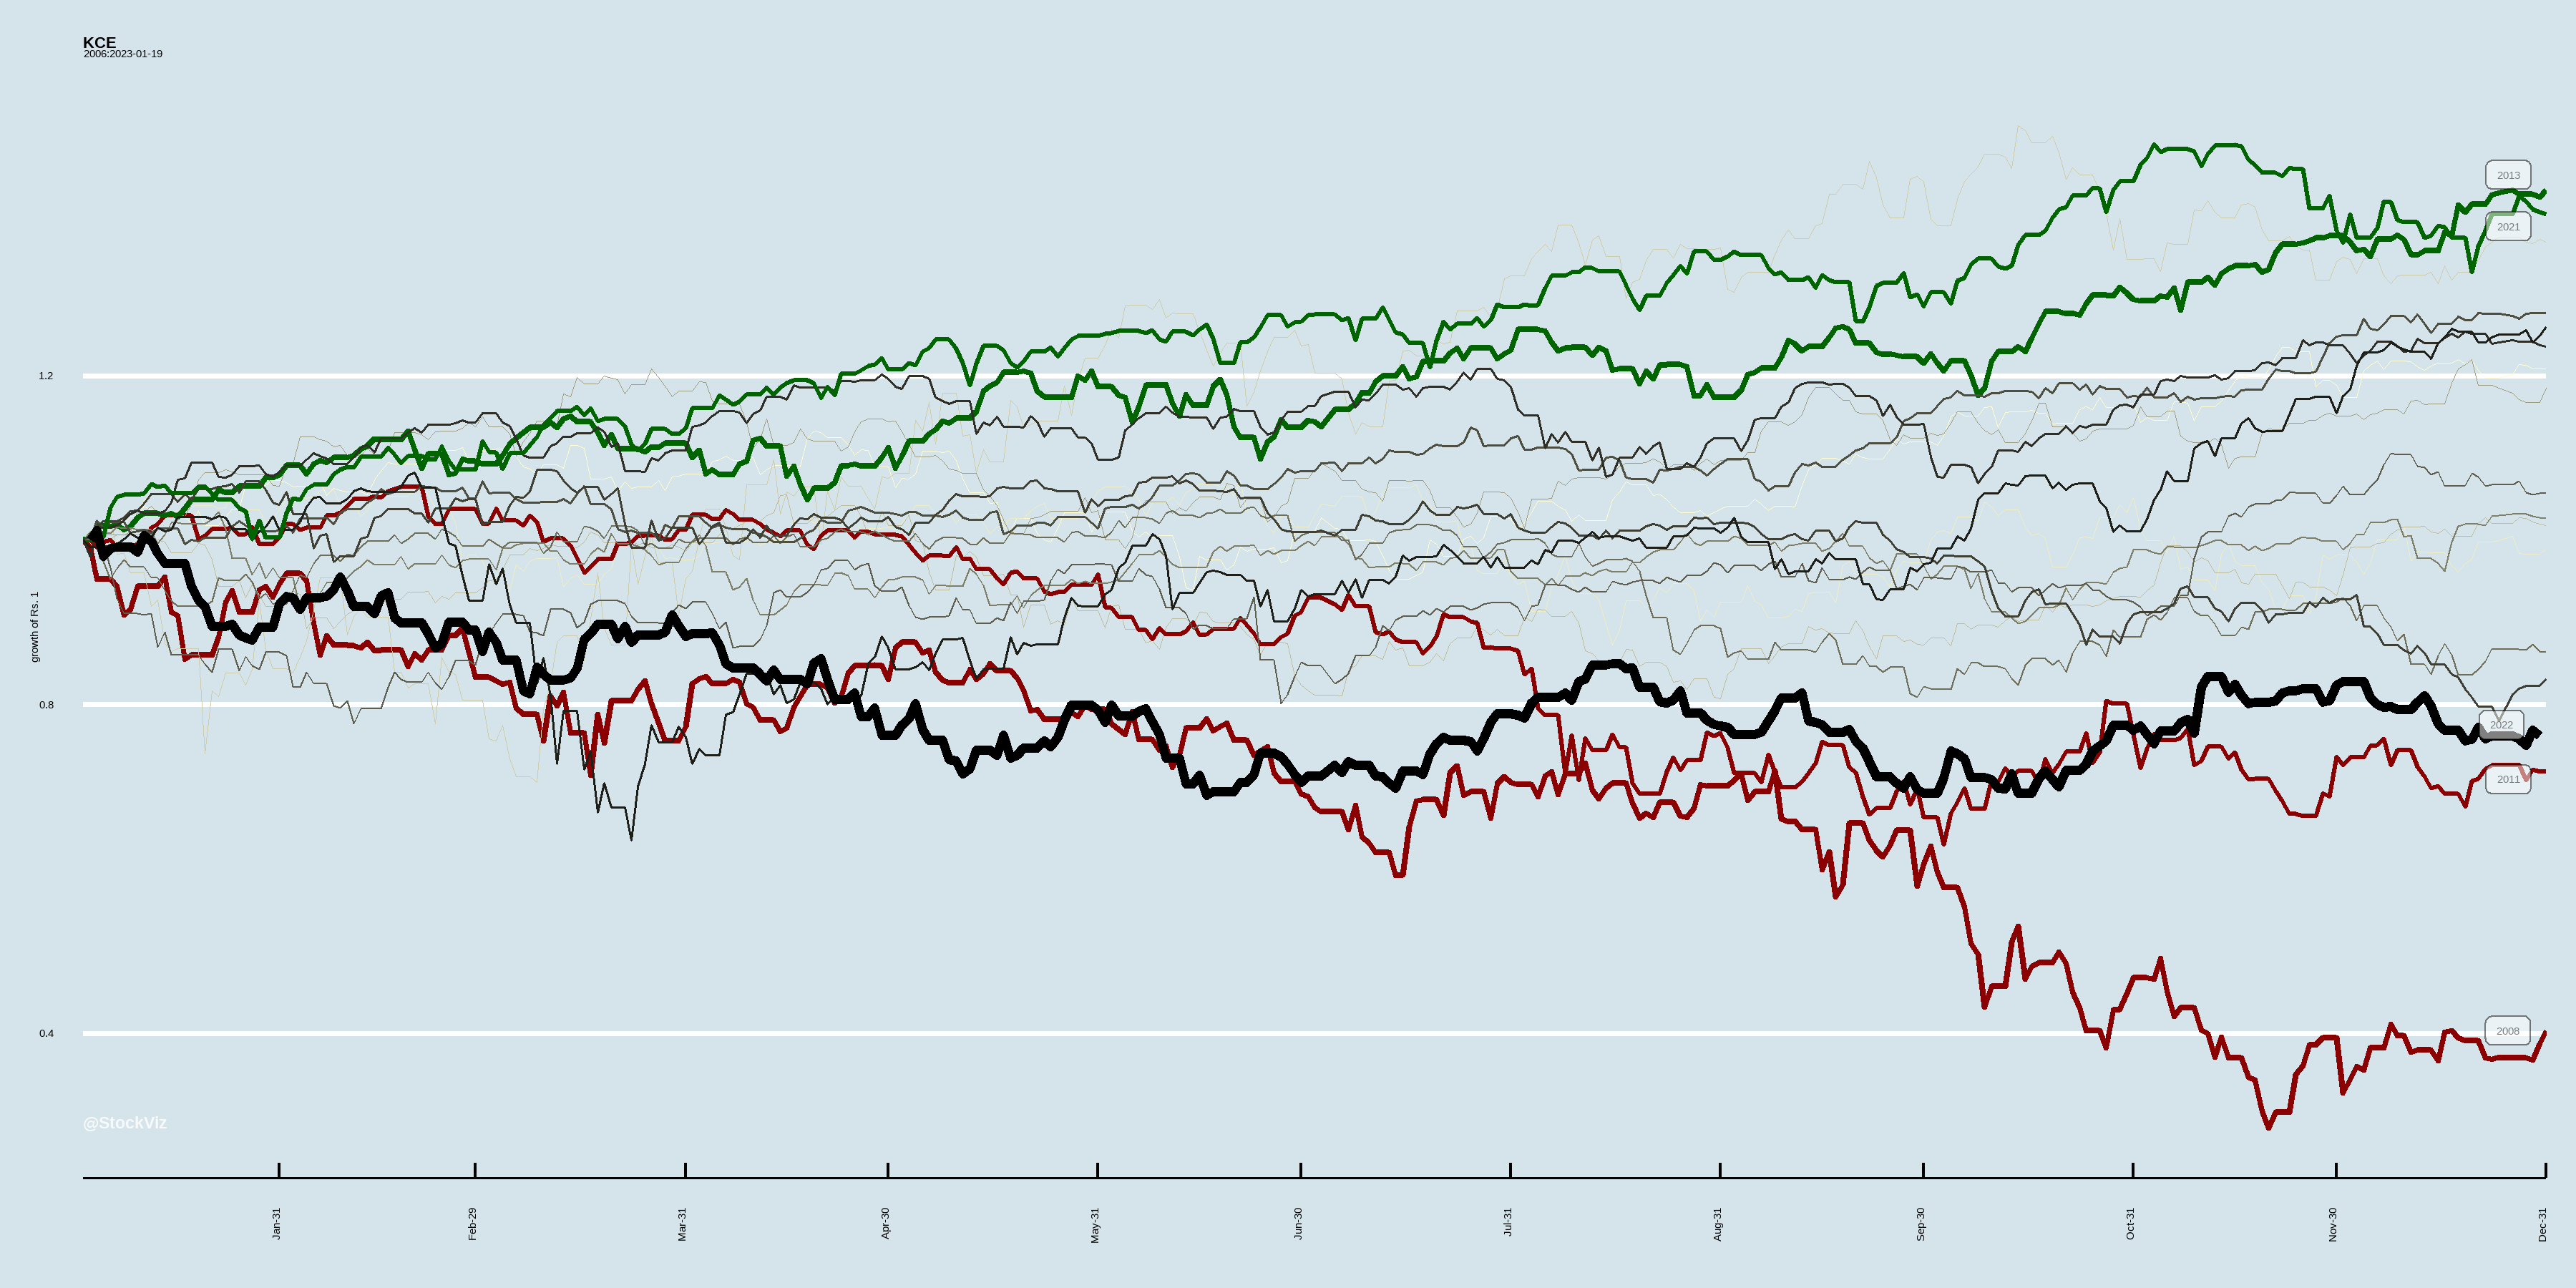 KCE
2006:2023-01-19
2013
2021
1.2
growth of Rs. 1
0.8
2022
2011
0.4
2008
@StockViz
Jan-31
Feb-29
Mar-31
Apr-30
May-31
Jun-30
Jul-31
Aug-31
Sep-30
Oct-31
Nov-30
Dec-31